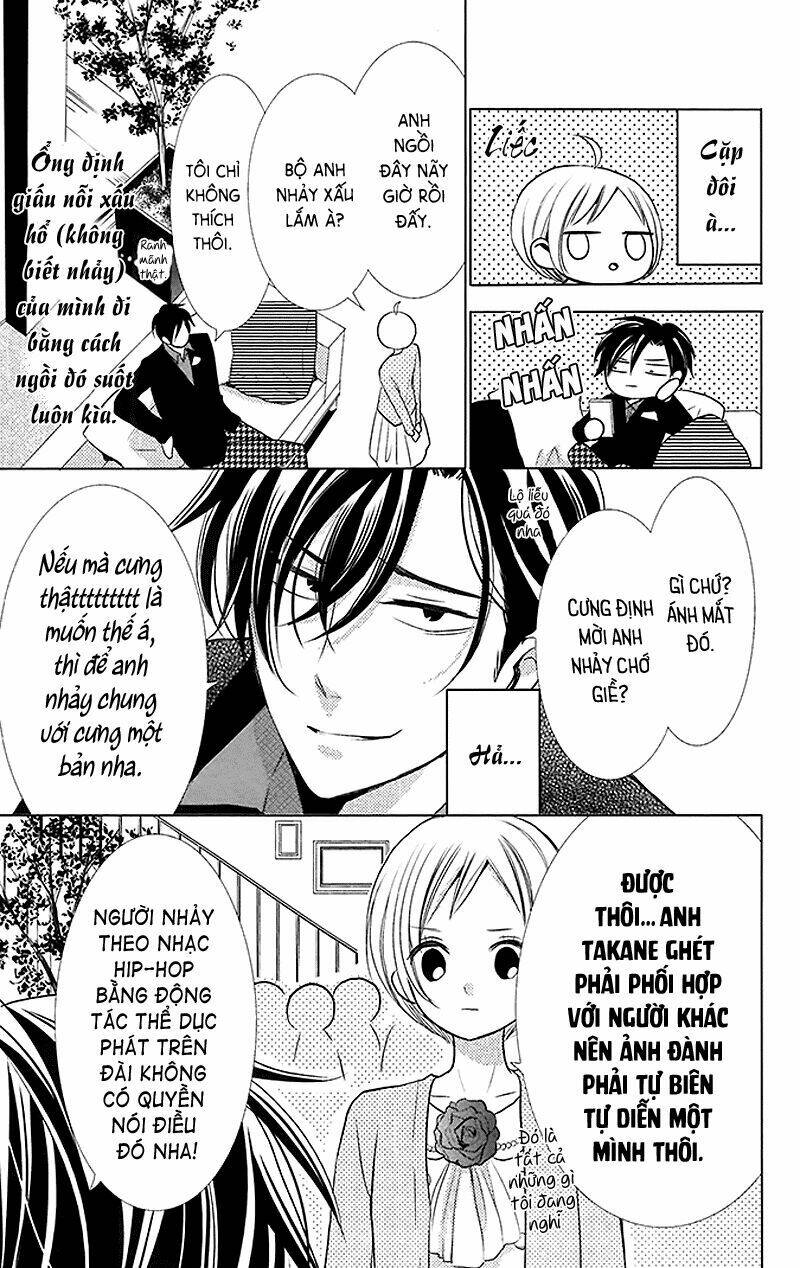 Cặp
đôi
à...
Liếc
NHẤN
NHẤN
ANH
NGỒI
ĐÂY NÃY
GIỜ RỒI
ĐẤY.
BỘ ANH
NHẢY XẤU
LẮM À?
TÔI CHỈ
KHÔNG
THÍCH
THÔI.
Ranh
mãnh
thật.
Ổng định
giấu nỗi xấu
hổ (không
biết nhảy)
của mình đi
bằng cách
ngồi đó suốt
luôn kìa.
GÌ CHỨ?
ÁNH MẮT
ĐÓ.
CƯNG ĐỊNH
MỜI ANH
NHẢY CHỚ
GIỀ?
Lộ liễu
quá đó
nha
Nếu mà cưng
thậtttttttttt là
muốn thế á,
thì để anh
nhảy chung
với cưng một
bản nha.
Hả...
ĐƯỢC
THÔI...ANH
TAKANE GHÉT
PHẢI PHỐI HỢP
VỚI NGƯỜI KHÁC
NÊN ẢNH ĐÀNH
PHẢI TỰ BIÊN
TỰ DIỄN MỘT
MÌNH THÔI.
Đó là
tất cả
những gì
tôi đang
nghĩ
NGƯỜI NHẢY
THEO NHẠC
HIP-HOP
BẰNG ĐỘNG
TÁC THỂ DỤC
PHÁT TRÊN
ĐÀI KHÔNG
CÓ QUYỀN
NÓI ĐIỀU
ĐÓ NHA!